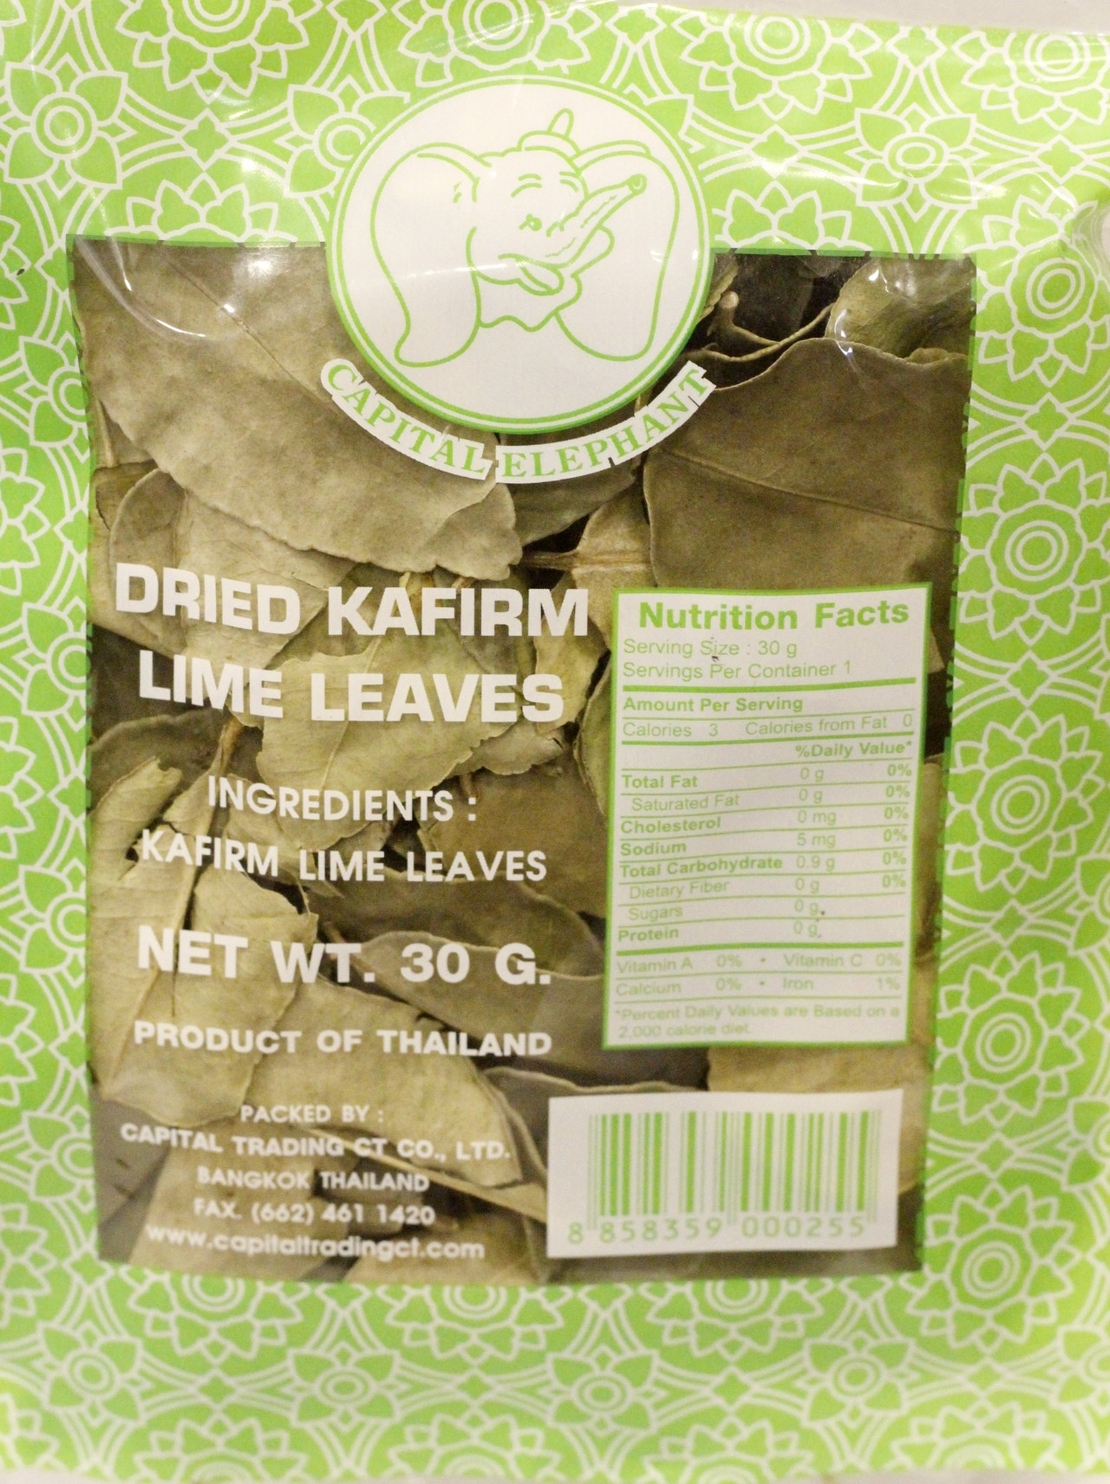 CAPITAL ELEPHANT
DRIED KAFIRM
LIME LEAVES
INGREDIENTS :
KAFIRM LIME LEAVES
NET WT. 30 G.
PRODUCT OF THAILAND
PACKED BY :
CAPITAL TRADING CT CO., LTD.
BANGKOK THAILAND
FAX. (662) 461 1420
www.capitaltradingct.com
Nutrition Facts
Serving Size : 30 g
Servings Per Container 1
Amount Per Serving
Calories 3 Calories from Fat 0
%Daily Value*
Total Fat 0 g 0%
Saturated Fat 0 g 0%
Cholesterol 0 mg 0%
Sodium 5 mg 0%
Total Carbohydrate 0.9 g 0%
Dietary Fiber 0 g 0%
Sugars 0 g
Protein 0 g
Vitamin A 0% • Vitamin C 0%
Calcium 0% • Iron 1%
*Percent Daily Values are Based on a
2,000 calorie diet.
8 858359 000255